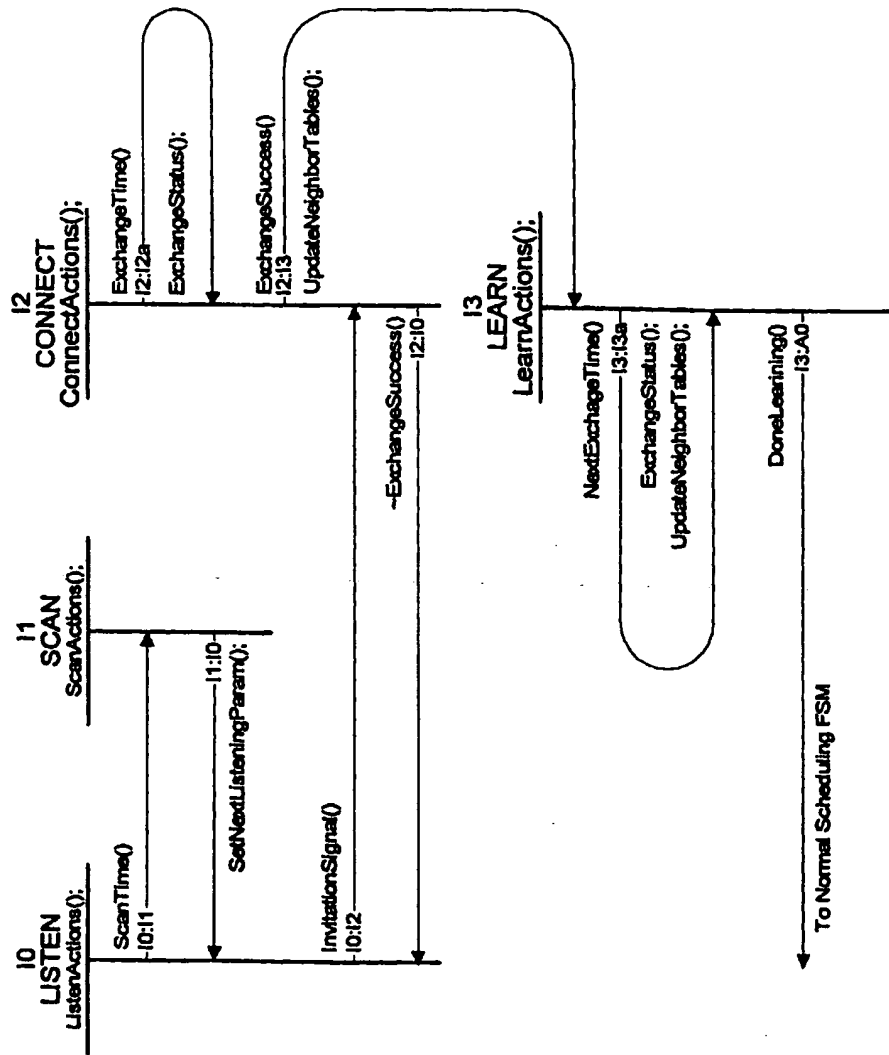 I0
LISTEN
ListenActions();
ScanTime()
I0:I1
I1:I0
SetNextListeningParam();
InvitationSignal()
I0:I2
~ExchangeSuccess()
I2:I0
I1
SCAN
ScanActions();
I2
CONNECT
ConnectActions();
ExchangeTime()
I2:I2a
ExchangeStatus();
ExchangeSuccess()
I2:I3
UpdateNeighborTables();
I3
LEARN
LearnActions();
NextExchageTime()
I3:I3a
ExchangeStatus();
UpdateNeighborTables();
DoneLearining()
I3:A0
To Normal Scheduling FSM